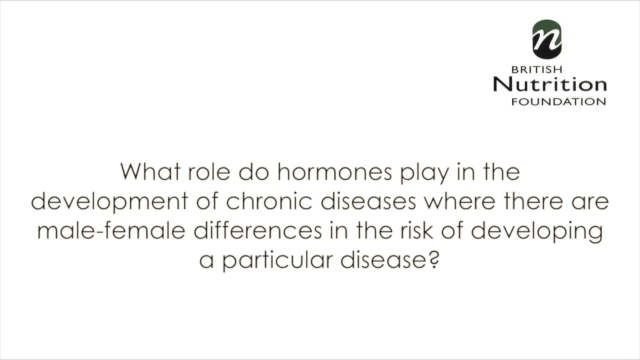 n
BRITISH
Nutrition
FOUNDATION
What role do hormones play in the
development of chronic diseases where there are
male-female differences in the risk of developing
a particular disease?